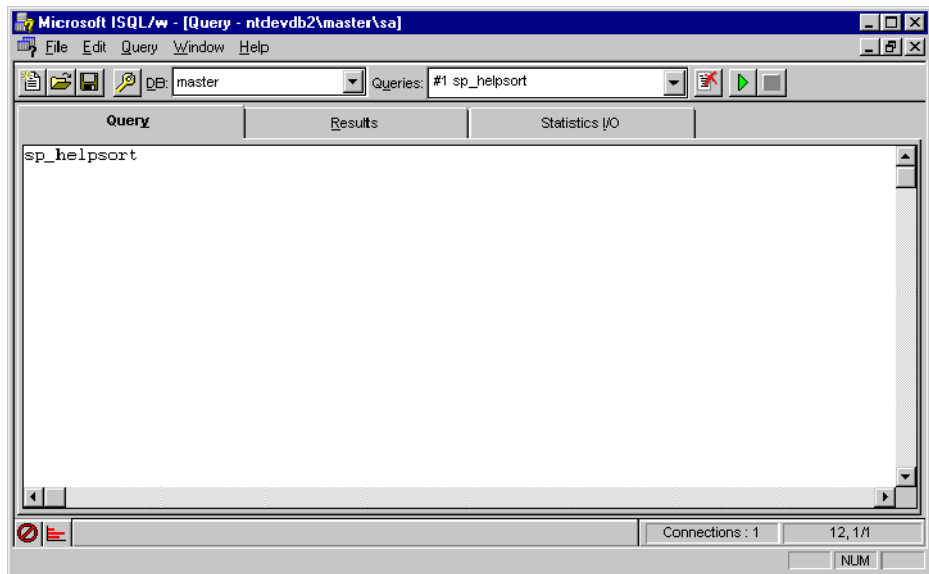 Microsoft ISQL/w - [Query - ntdevdb2\master\sa]
File Edit Query Window Help
DB: master Queries: #1 sp_helpsort
Query Results Statistics I/O
sp_helpsort
Connections : 1 12, 1/1
NUM